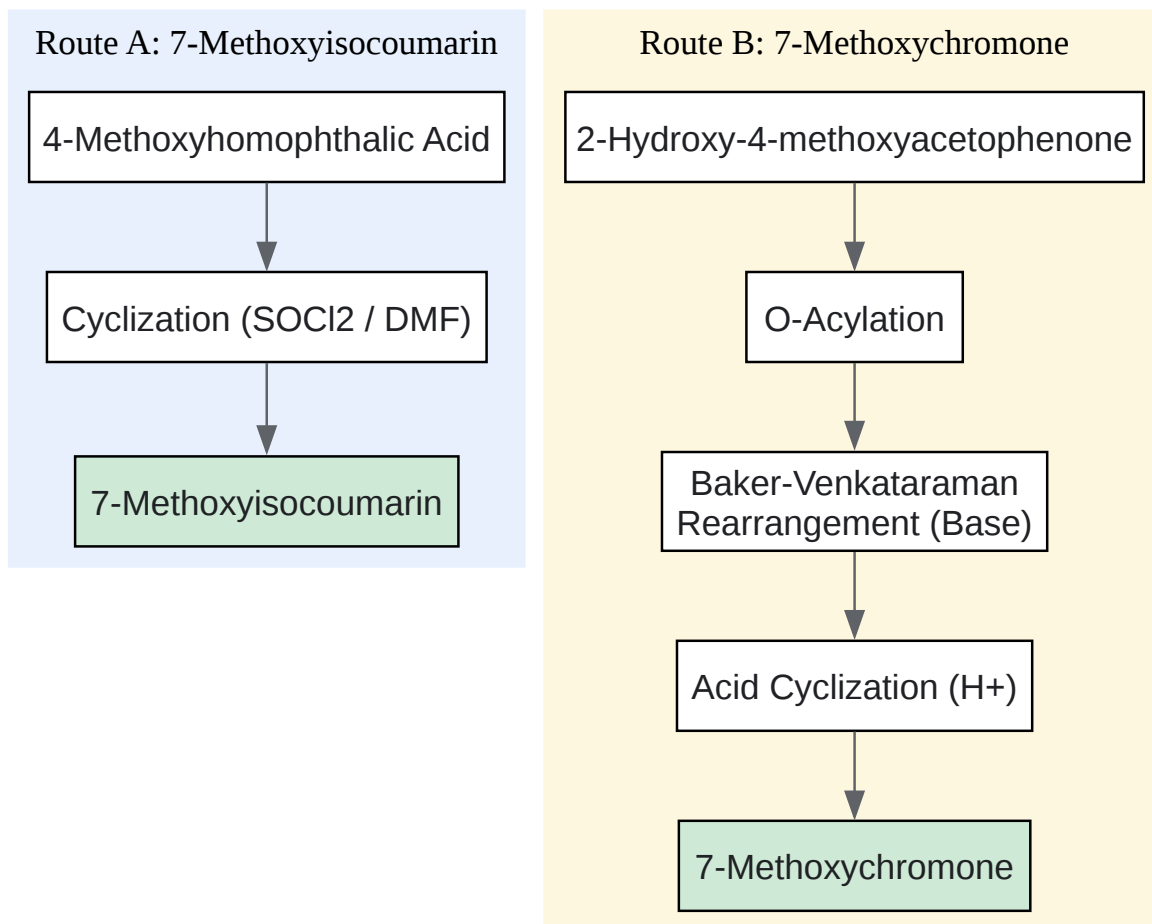 Route A: 7-Methoxyisocoumarin
4-Methoxyhomophthalic Acid
Cyclization (SOCl2 / DMF)
7-Methoxyisocoumarin
Route B: 7-Methoxychromone
2-Hydroxy-4-methoxyacetophenone
O-Acylation
Baker-Venkataraman
Rearrangement (Base)
Acid Cyclization (H+)
7-Methoxychromone